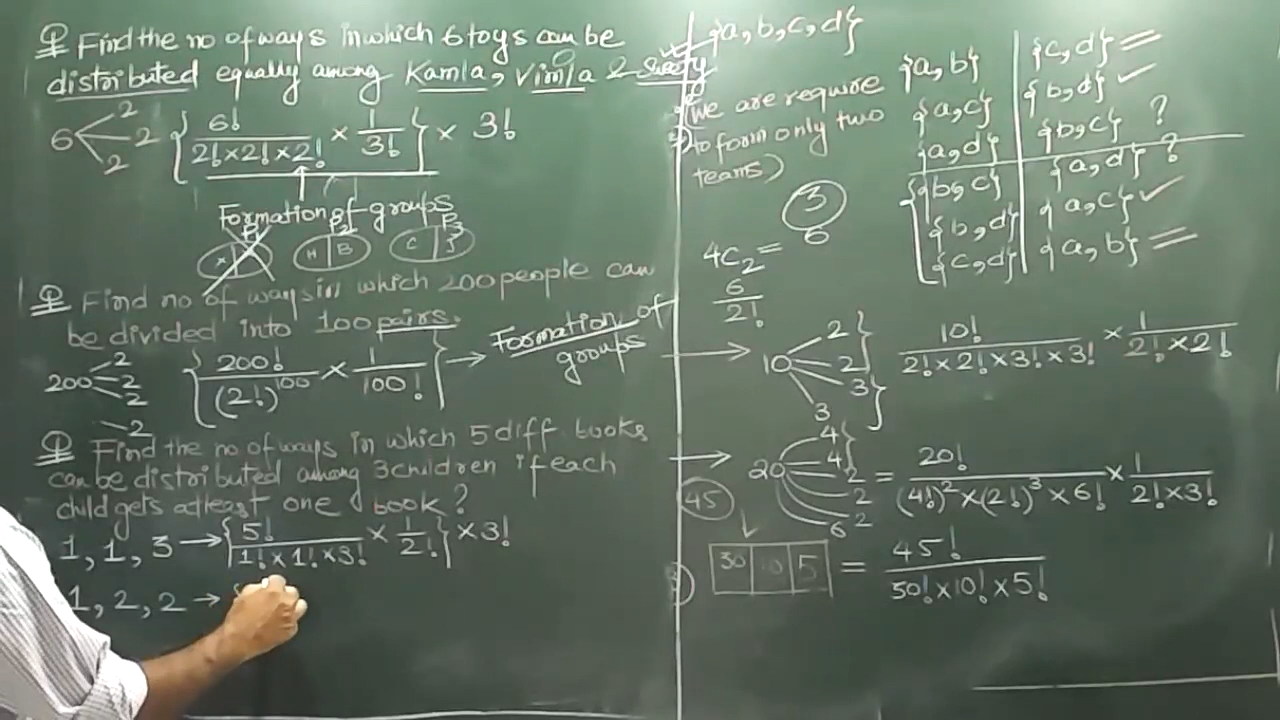 Q Find the no of ways in which 6 toys can be
distributed equally among Kamla, Vimla & Sweety
6 2 2 2 { 6! / 2! × 2! × 2! × 1 / 3! } × 3!
Formation of groups
P1 P2 P3
H B C J
Q Find no of ways in which 200 people can
be divided into 100 pairs.
200 2 2 2 2 { 200! / (2!)^100 × 1 / 100! } → Formation of
groups
Q Find the no of ways in which 5 diff books
can be distributed among 3 children if each
child gets atleast one book?
1, 1, 3 → { 5! / 1! × 1! × 3! × 1 / 2! } × 3!
1, 2, 2 →
{a, b, c, d}
(we are require
to form only two
teams)
3
6
4C2 =
6 / 2!
{a, b} {c, d}
{a, c} {b, d} ✓
{a, d} {b, c} ?
{b, c} {a, d} ?
{b, d} {a, c} ✓
{c, d} {a, b}
→ 10 2 2 } 3 3 } 10! / 2! × 2! × 3! × 3! × 1 / 2! × 2!
→ 20 4 4 } 2 2 2 6 = 20! / (4!)^2 × (2!)^3 × 6! × 1 / 2! × 3!
45
30 10 5 = 45! / 50! × 10! × 5!